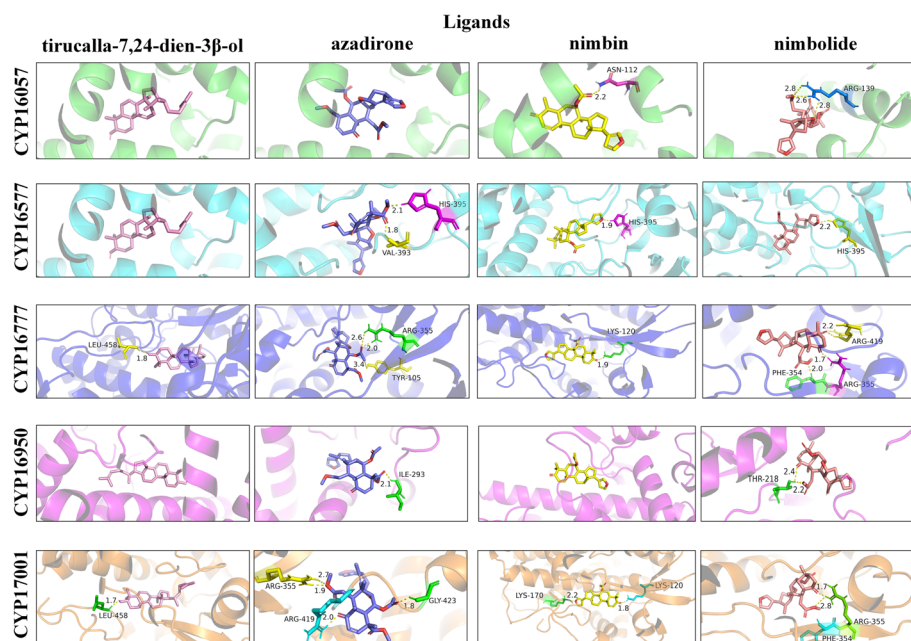 Ligands
tirucalla-7,24-dien-3β-ol azadirone nimbin nimbolide
CYP16057
ASN-112
2.2
2.8
ARG-139
2.6
2.8
CYP16577
HIS-395
2.1
1.8
VAL-393
HIS-395
1.9
2.2
HIS-395
CYP16777
LEU-458
1.8
2.6
ARG-355
2.0
3.4
TYR-105
LYS-120
1.9
2.2
ARG-419
1.7
PHE-354
2.0
ARG-355
CYP16950
ILE-293
2.1
2.4
THR-218
2.2
CYP17001
1.7
LEU-458
2.7
ARG-355
1.9
ARG-419
2.0
1.8
GLY-423
LYS-170
2.2
LYS-120
1.8
1.7
2.8
ARG-355
PHE-354